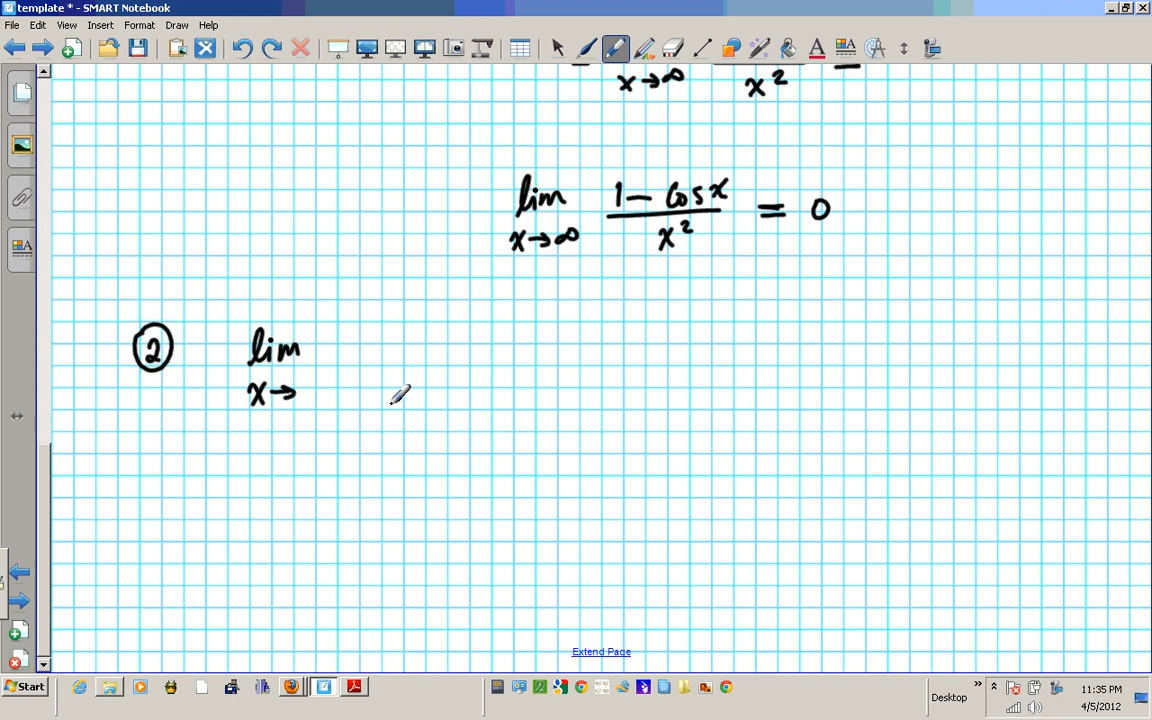 template * - SMART Notebook
File Edit View Insert Format Draw Help
x→∞ x²
lim 1 - cos x = 0
x→∞ x²
② lim
x→
Extend Page
Start
Desktop
»
11:35 PM
4/5/2012